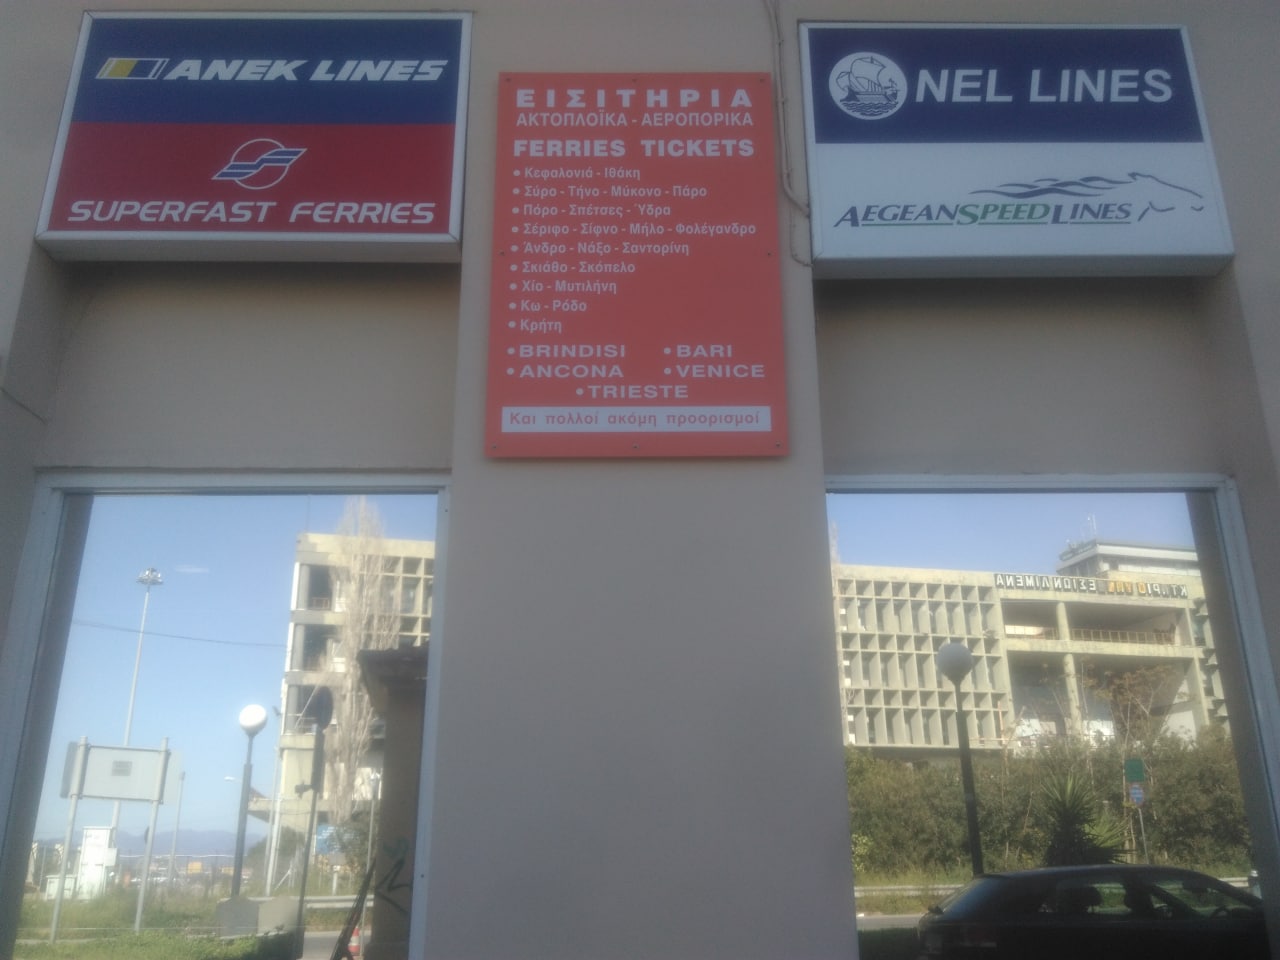 ANEK LINES
SUPERFAST FERRIES
ΕΙΣΙΤΗΡΙΑ
ΑΚΤΟΠΛΟΪΚΑ - ΑΕΡΟΠΟΡΙΚΑ
FERRIES TICKETS
• Κεφαλονιά - Ιθάκη
• Σύρο - Τήνο - Μύκονο - Πάρο
• Πόρο - Σπέτσες - Ύδρα
• Σέριφο - Σίφνο - Μήλο - Φολέγανδρο
• Άνδρο - Νάξο - Σαντορίνη
• Σκιάθο - Σκόπελο
• Χίο - Μυτιλήνη
• Κω - Ρόδο
• Κρήτη
• BRINDISI • BARI
• ANCONA • VENICE
• TRIESTE
Και πολλοί ακόμη προορισμοί
NEL LINES
AEGEANSPEEDLINES